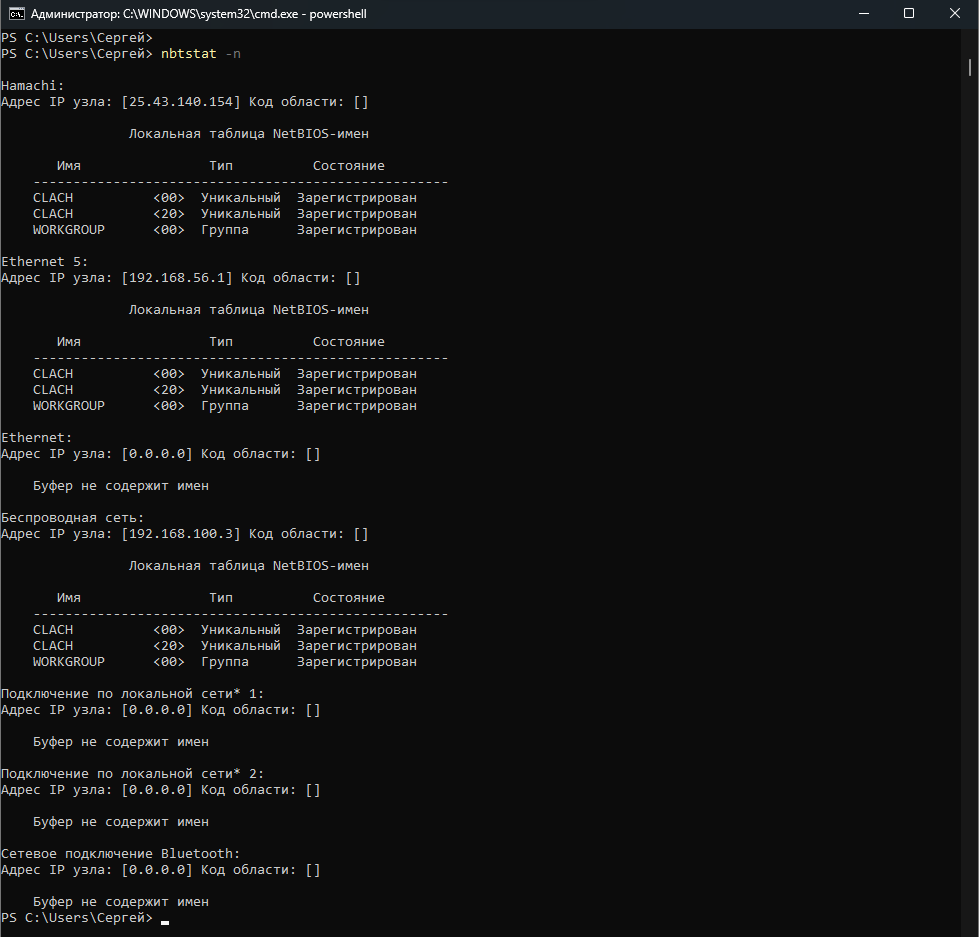 Администратор: C:\WINDOWS\system32\cmd.exe - powershell
PS C:\Users\Сергей>
PS C:\Users\Сергей> nbtstat -n
Hamachi:
Адрес IP узла: [25.43.140.154] Код области: []
Локальная таблица NetBIOS-имен
Имя Тип Состояние
----------------------------------------------------
CLACH <00> Уникальный Зарегистрирован
CLACH <20> Уникальный Зарегистрирован
WORKGROUP <00> Группа Зарегистрирован
Ethernet 5:
Адрес IP узла: [192.168.56.1] Код области: []
Локальная таблица NetBIOS-имен
Имя Тип Состояние
----------------------------------------------------
CLACH <00> Уникальный Зарегистрирован
CLACH <20> Уникальный Зарегистрирован
WORKGROUP <00> Группа Зарегистрирован
Ethernet:
Адрес IP узла: [0.0.0.0] Код области: []
Буфер не содержит имен
Беспроводная сеть:
Адрес IP узла: [192.168.100.3] Код области: []
Локальная таблица NetBIOS-имен
Имя Тип Состояние
----------------------------------------------------
CLACH <00> Уникальный Зарегистрирован
CLACH <20> Уникальный Зарегистрирован
WORKGROUP <00> Группа Зарегистрирован
Подключение по локальной сети* 1:
Адрес IP узла: [0.0.0.0] Код области: []
Буфер не содержит имен
Подключение по локальной сети* 2:
Адрес IP узла: [0.0.0.0] Код области: []
Буфер не содержит имен
Сетевое подключение Bluetooth:
Адрес IP узла: [0.0.0.0] Код области: []
Буфер не содержит имен
PS C:\Users\Сергей>